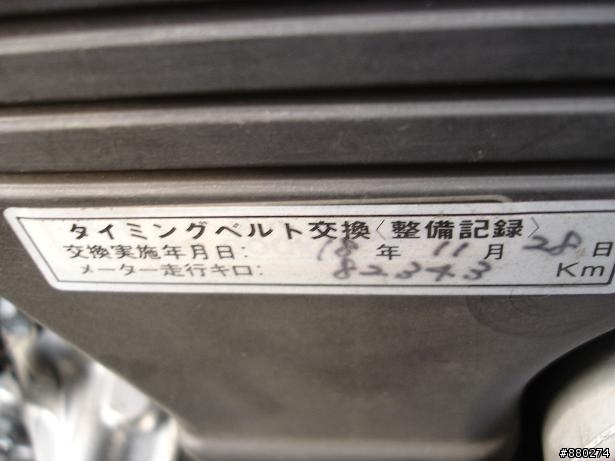 タイミングベルト交換〈整備記録〉
交換実施年月日： 18 年 11 月 28 日
メーター走行キロ： 82343 Km
#880274